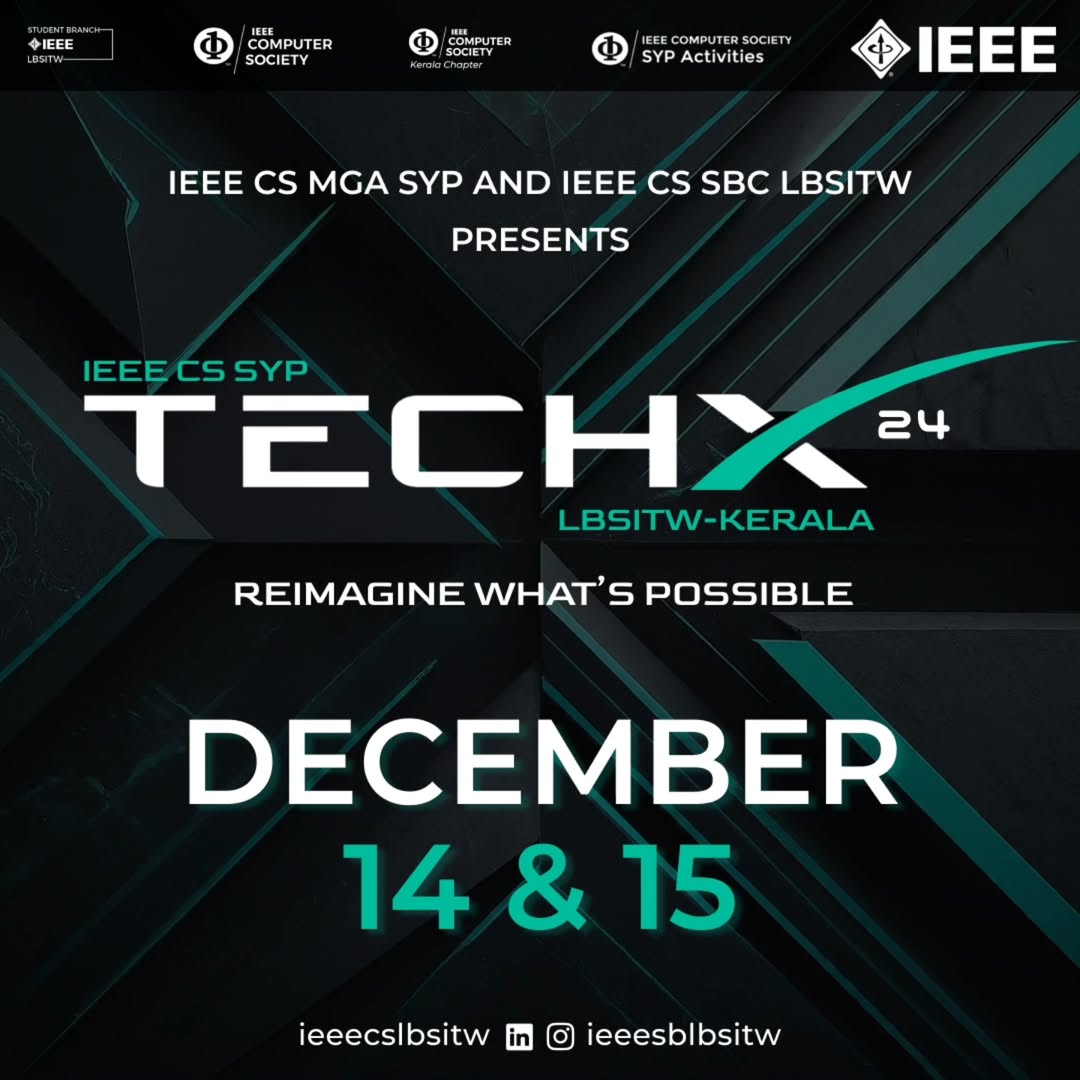 STUDENT BRANCH
IEEE
LBSITW
IEEE
COMPUTER
SOCIETY
IEEE
COMPUTER
SOCIETY
Kerala Chapter
IEEE COMPUTER SOCIETY
SYP Activities
IEEE
IEEE CS MGA SYP AND IEEE CS SBC LBSITW
PRESENTS
IEEE CS SYP
TECHX 24
LBSITW-KERALA
REIMAGINE WHAT'S POSSIBLE
DECEMBER
14 & 15
ieeecslbsitw in ieeesblbsitw